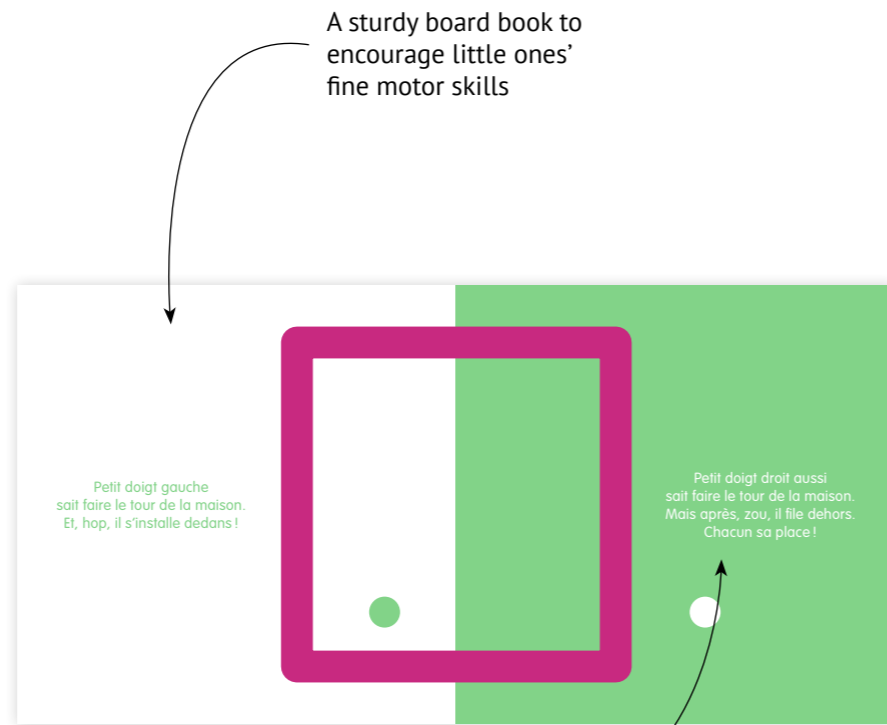 A sturdy board book to
encourage little ones’
fine motor skills
Petit doigt gauche
sait faire le tour de la maison.
Et, hop, il s’installe dedans !
Petit doigt droit aussi
sait faire le tour de la maison.
Mais après, zou, il file dehors.
Chacun sa place !